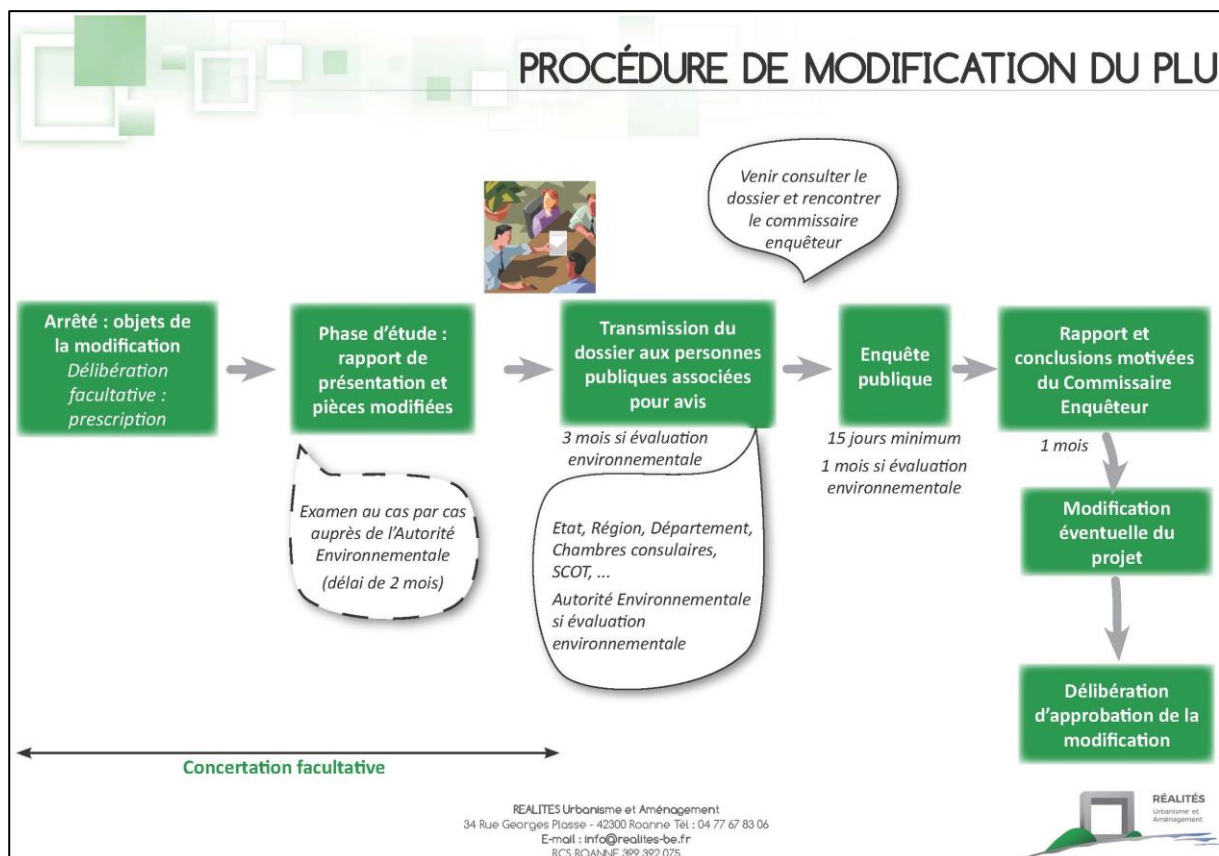 PROCÉDURE DE MODIFICATION DU PLU
Venir consulter le
dossier et rencontrer
le commissaire
enquêteur
Arrêté : objets de
la modification
Délibération
facultative :
prescription
Phase d'étude :
rapport de
présentation et
pièces modifiées
Transmission du
dossier aux personnes
publiques associées
pour avis
Enquête
publique
Rapport et
conclusions motivées
du Commissaire
Enquêteur
3 mois si évaluation
environnementale
15 jours minimum
1 mois si évaluation
environnementale
1 mois
Examen au cas par cas
auprès de l'Autorité
Environnementale
(délai de 2 mois)
Etat, Région, Département,
Chambres consulaires,
SCOT, ...
Autorité Environnementale
si évaluation
environnementale
Modification
éventuelle du
projet
Délibération
d'approbation de la
modification
Concertation facultative
REALITES Urbanisme et Aménagement
34 Rue Georges Plasse - 42300 Roanne Tél : 04 77 67 83 06
E-mail : info@realites-be.fr
RCS ROANNE 399 392 075
RÉALITÉS
Urbanisme et
Aménagement